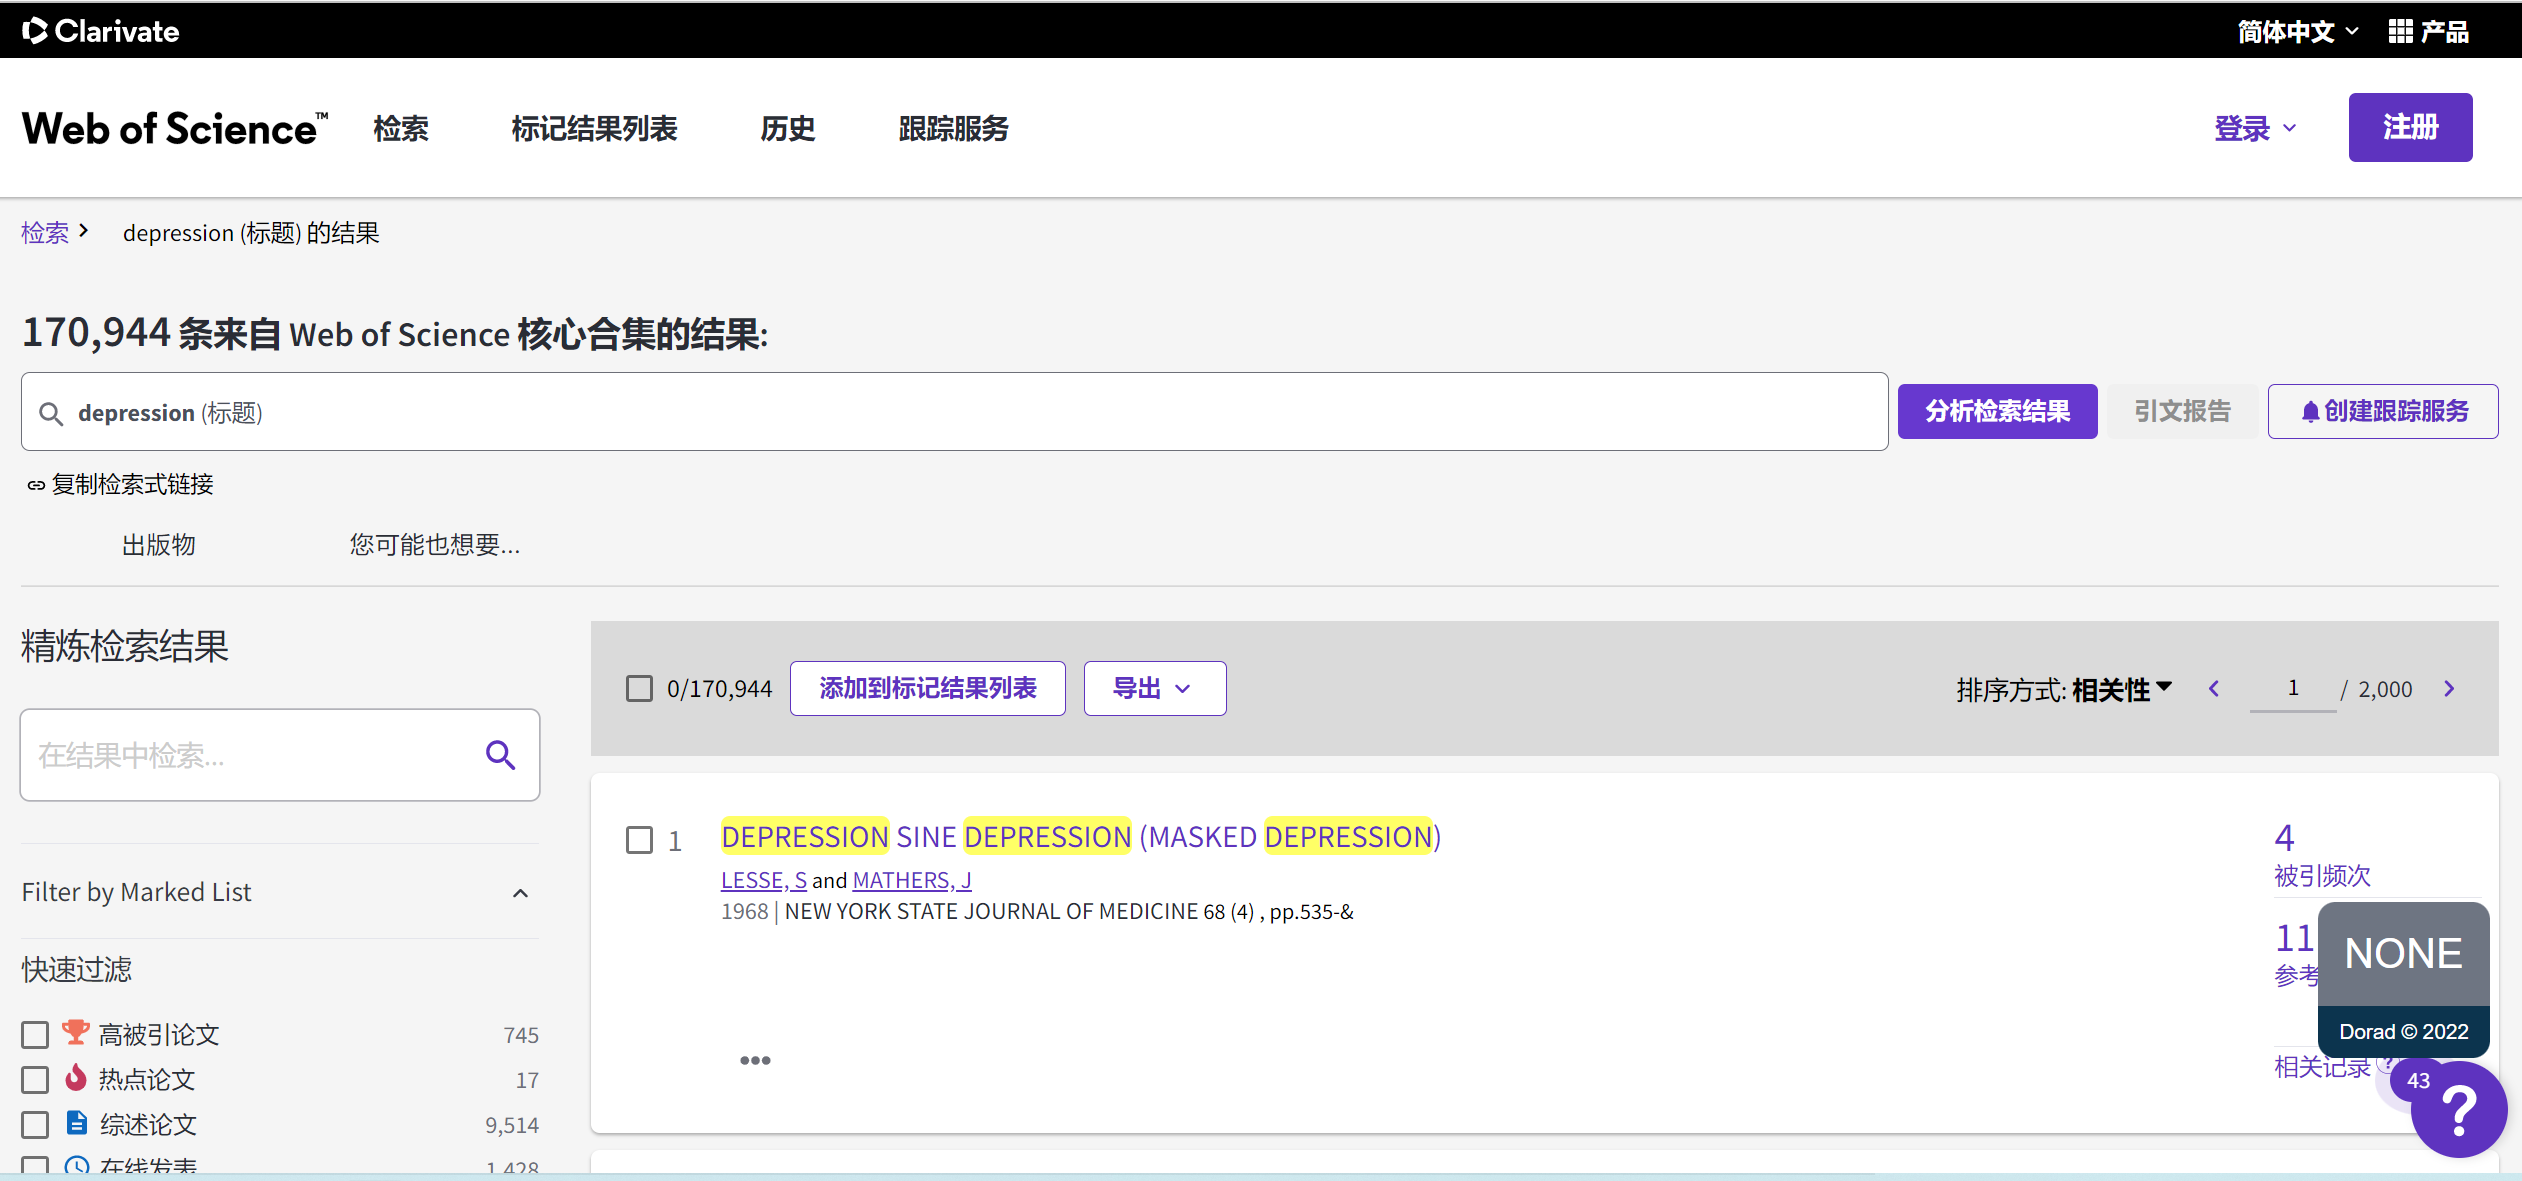 Clarivate
简体中文 产品
Web of Science™ 检索 标记结果列表 历史 跟踪服务 登录 注册
检索 depression (标题) 的结果
170,944 条来自 Web of Science 核心合集的结果:
depression (标题) 分析检索结果 引文报告 创建跟踪服务
复制检索式链接
出版物 您可能也想要...
精炼检索结果
0/170,944 添加到标记结果列表 导出 排序方式: 相关性 1 / 2,000
在结果中检索...
1 DEPRESSION SINE DEPRESSION (MASKED DEPRESSION) 4
LESSE, S and MATHERS, J 被引频次
1968 | NEW YORK STATE JOURNAL OF MEDICINE 68 (4) , pp.535-&
Filter by Marked List
11 NONE
参考
快速过滤
高被引论文 745
Dorad © 2022
相关记录 ?
热点论文 17
43
?
综述论文 9,514
在线发表 1,428